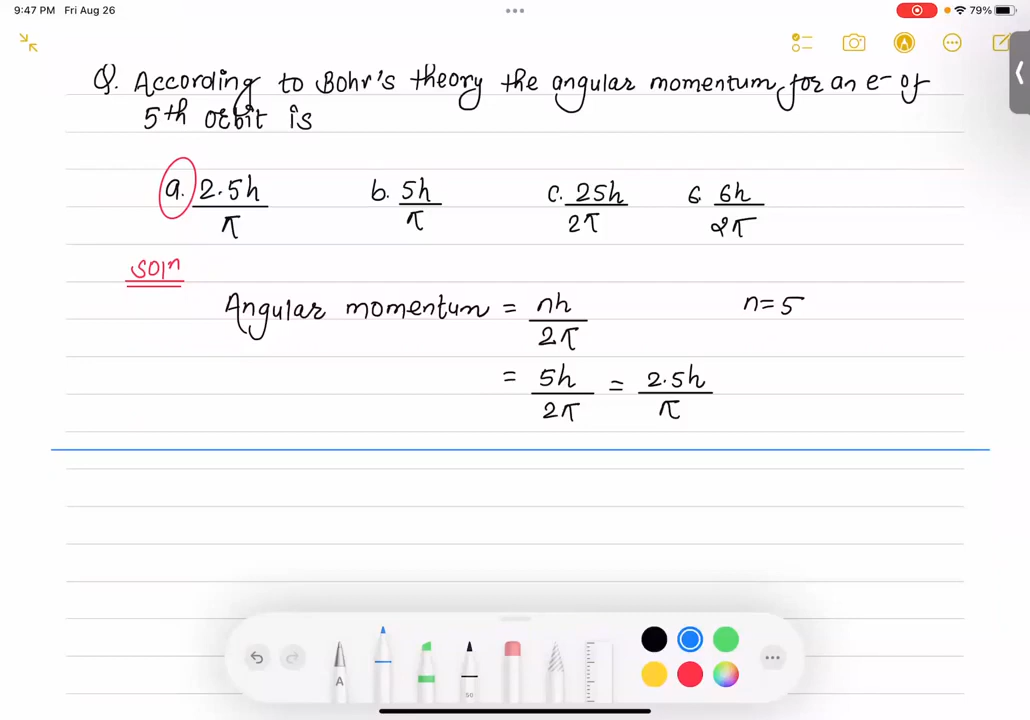 9:47 PM Fri Aug 26
79%
Q. According to Bohr's theory the angular momentum for an e- of
5th orbit is
a. 2.5h/π b. 5h/π c. 25h/2π 6. 6h/2π
Soln
Angular momentum = nh/2π n=5
= 5h/2π = 2.5h/π
A
50